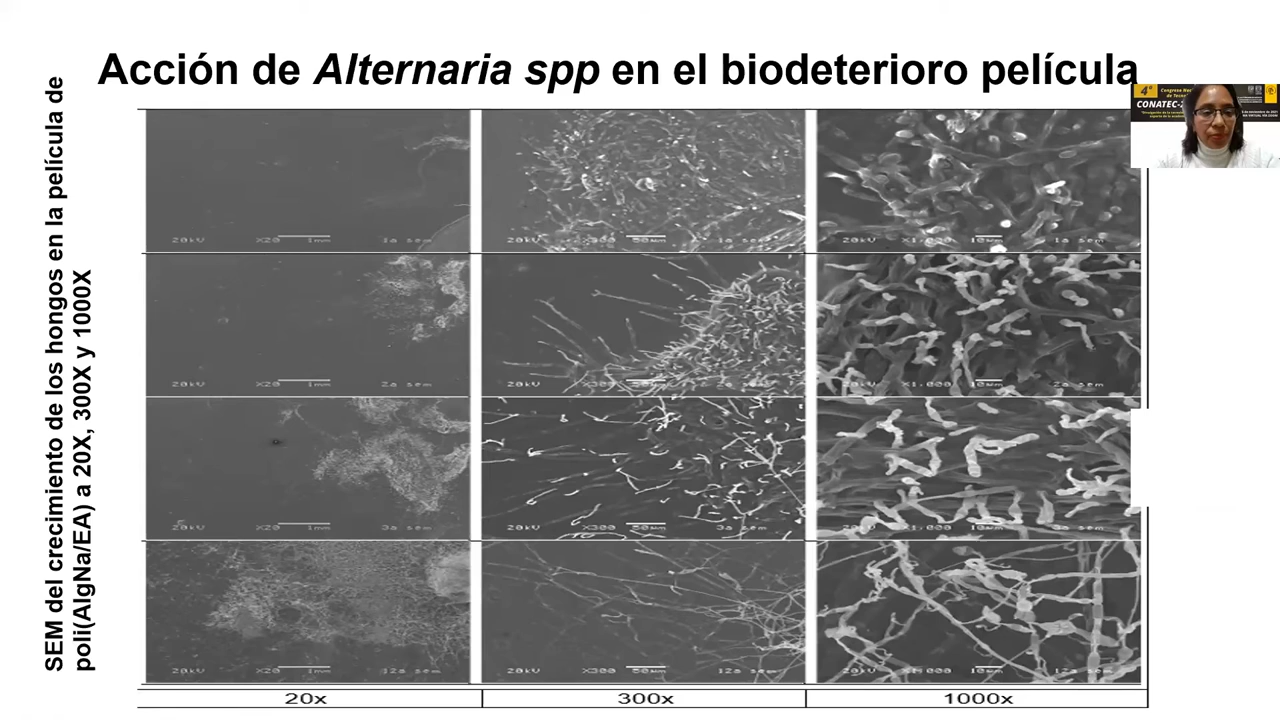 Acción de Alternaria spp en el biodeterioro película
SEM del crecimiento de los hongos en la película de
poli(AlgNa/EA) a 20X, 300X y 1000X
4°
CONATEC-2
20kV X20 1mm 1a sem
20kV X300 50µm 1a sem
20kV X1,000 10µm 1a sem
20kV X20 1mm 2a sem
20kV X300 50µm 2a sem
20kV X1,000 10µm 2a sem
20kV X20 1mm 3a sem
20kV X300 50µm 3a sem
20kV X1,000 10µm 3a sem
20kV X20 1mm 12a sem
20kV X300 50µm 12a sem
20kV X1,000 10µm 12a sem
20x 300x 1000x